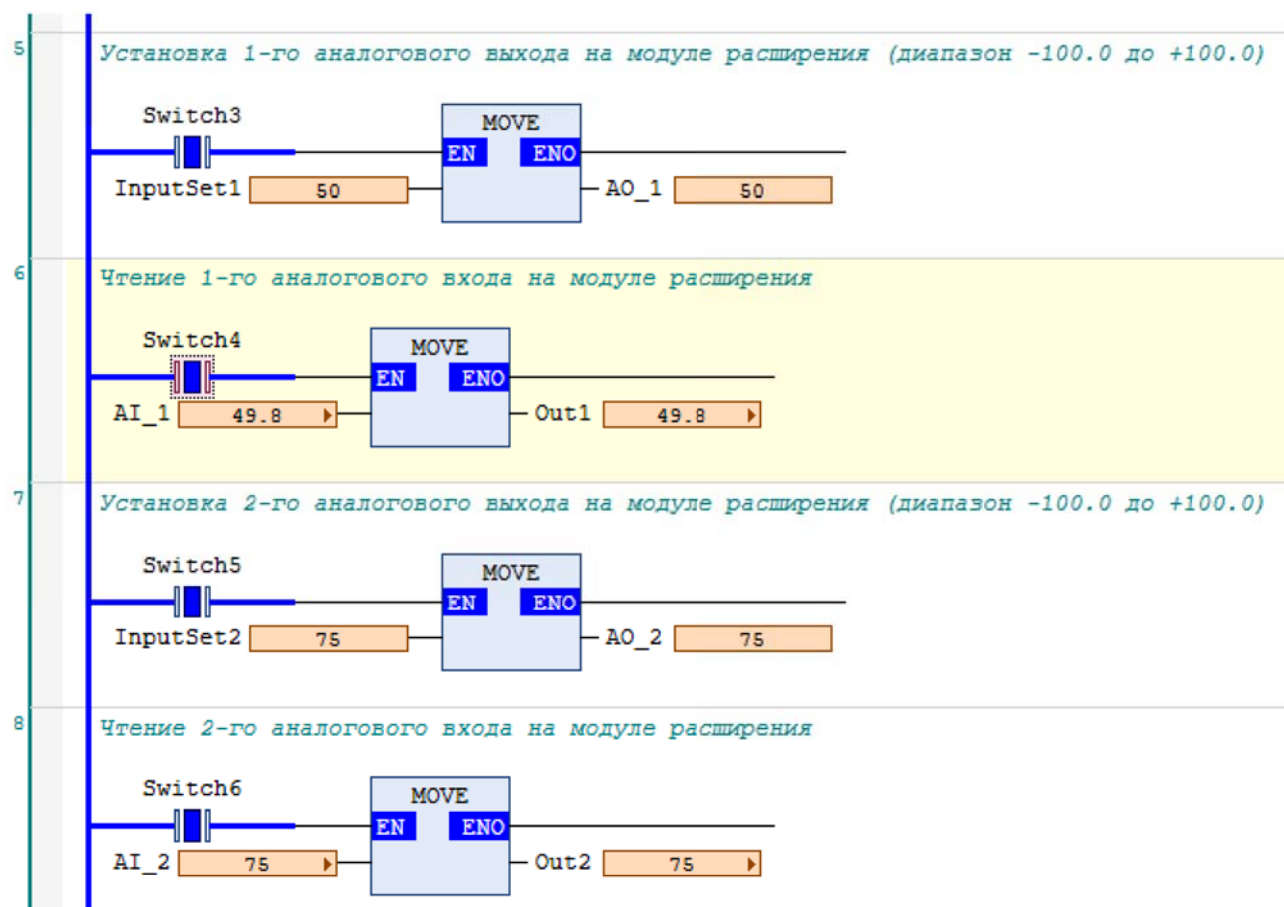 5
Установка 1-го аналогового выхода на модуле расширения (диапазон -100.0 до +100.0)
Switch3
MOVE
EN ENO
InputSet1 50 AO_1 50
6
Чтение 1-го аналогового входа на модуле расширения
Switch4
MOVE
EN ENO
AI_1 49.8 Out1 49.8
7
Установка 2-го аналогового выхода на модуле расширения (диапазон -100.0 до +100.0)
Switch5
MOVE
EN ENO
InputSet2 75 AO_2 75
8
Чтение 2-го аналогового входа на модуле расширения
Switch6
MOVE
EN ENO
AI_2 75 Out2 75